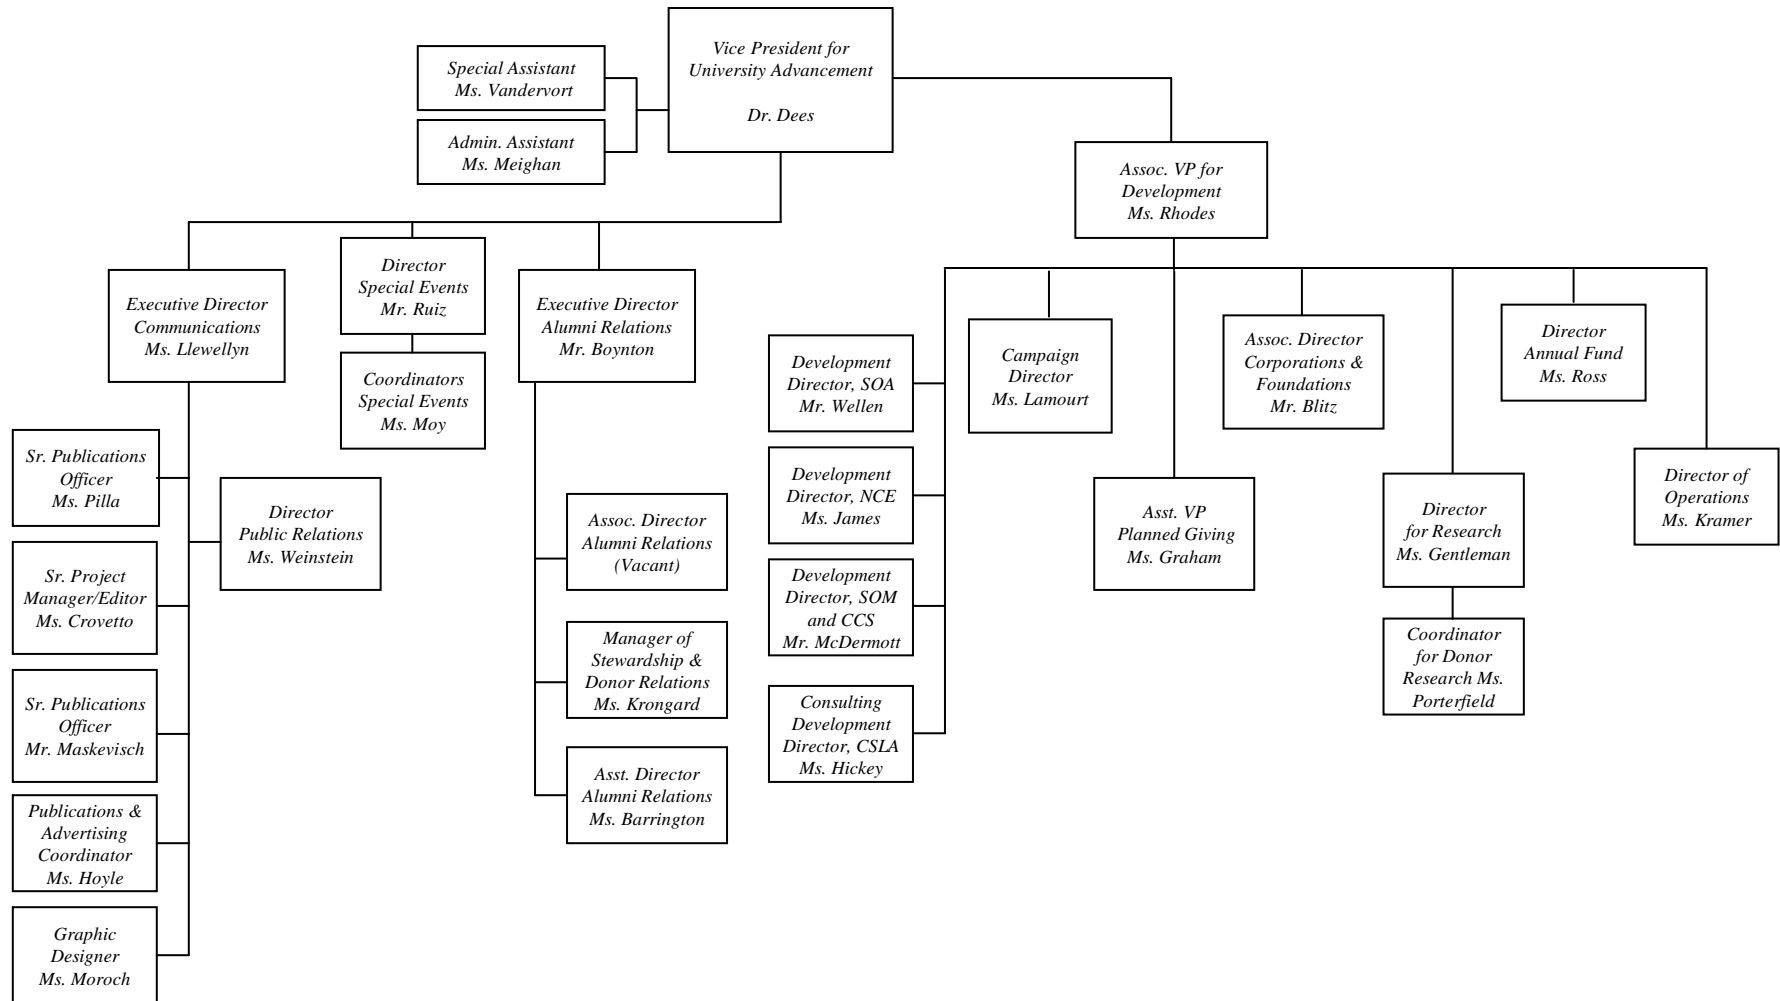 Vice President for
University Advancement
Dr. Dees
Special Assistant
Ms. Vandervort
Admin. Assistant
Ms. Meighan
Assoc. VP for
Development
Ms. Rhodes
Executive Director
Communications
Ms. Llewellyn
Director
Special Events
Mr. Ruiz
Coordinators
Special Events
Ms. Moy
Executive Director
Alumni Relations
Mr. Boynton
Sr. Publications
Officer
Ms. Pilla
Director
Public Relations
Ms. Weinstein
Sr. Project
Manager/Editor
Ms. Crovetto
Sr. Publications
Officer
Mr. Maskevisch
Publications &
Advertising
Coordinator
Ms. Hoyle
Graphic
Designer
Ms. Moroch
Assoc. Director
Alumni Relations
(Vacant)
Manager of
Stewardship &
Donor Relations
Ms. Krongard
Asst. Director
Alumni Relations
Ms. Barrington
Development
Director, SOA
Mr. Wellen
Development
Director, NCE
Ms. James
Development
Director, SOM
and CCS
Mr. McDermott
Consulting
Development
Director, CSLA
Ms. Hickey
Campaign
Director
Ms. Lamourt
Asst. VP
Planned Giving
Ms. Graham
Assoc. Director
Corporations &
Foundations
Mr. Blitz
Director
for Research
Ms. Gentleman
Coordinator
for Donor
Research Ms.
Porterfield
Director
Annual Fund
Ms. Ross
Director of
Operations
Ms. Kramer